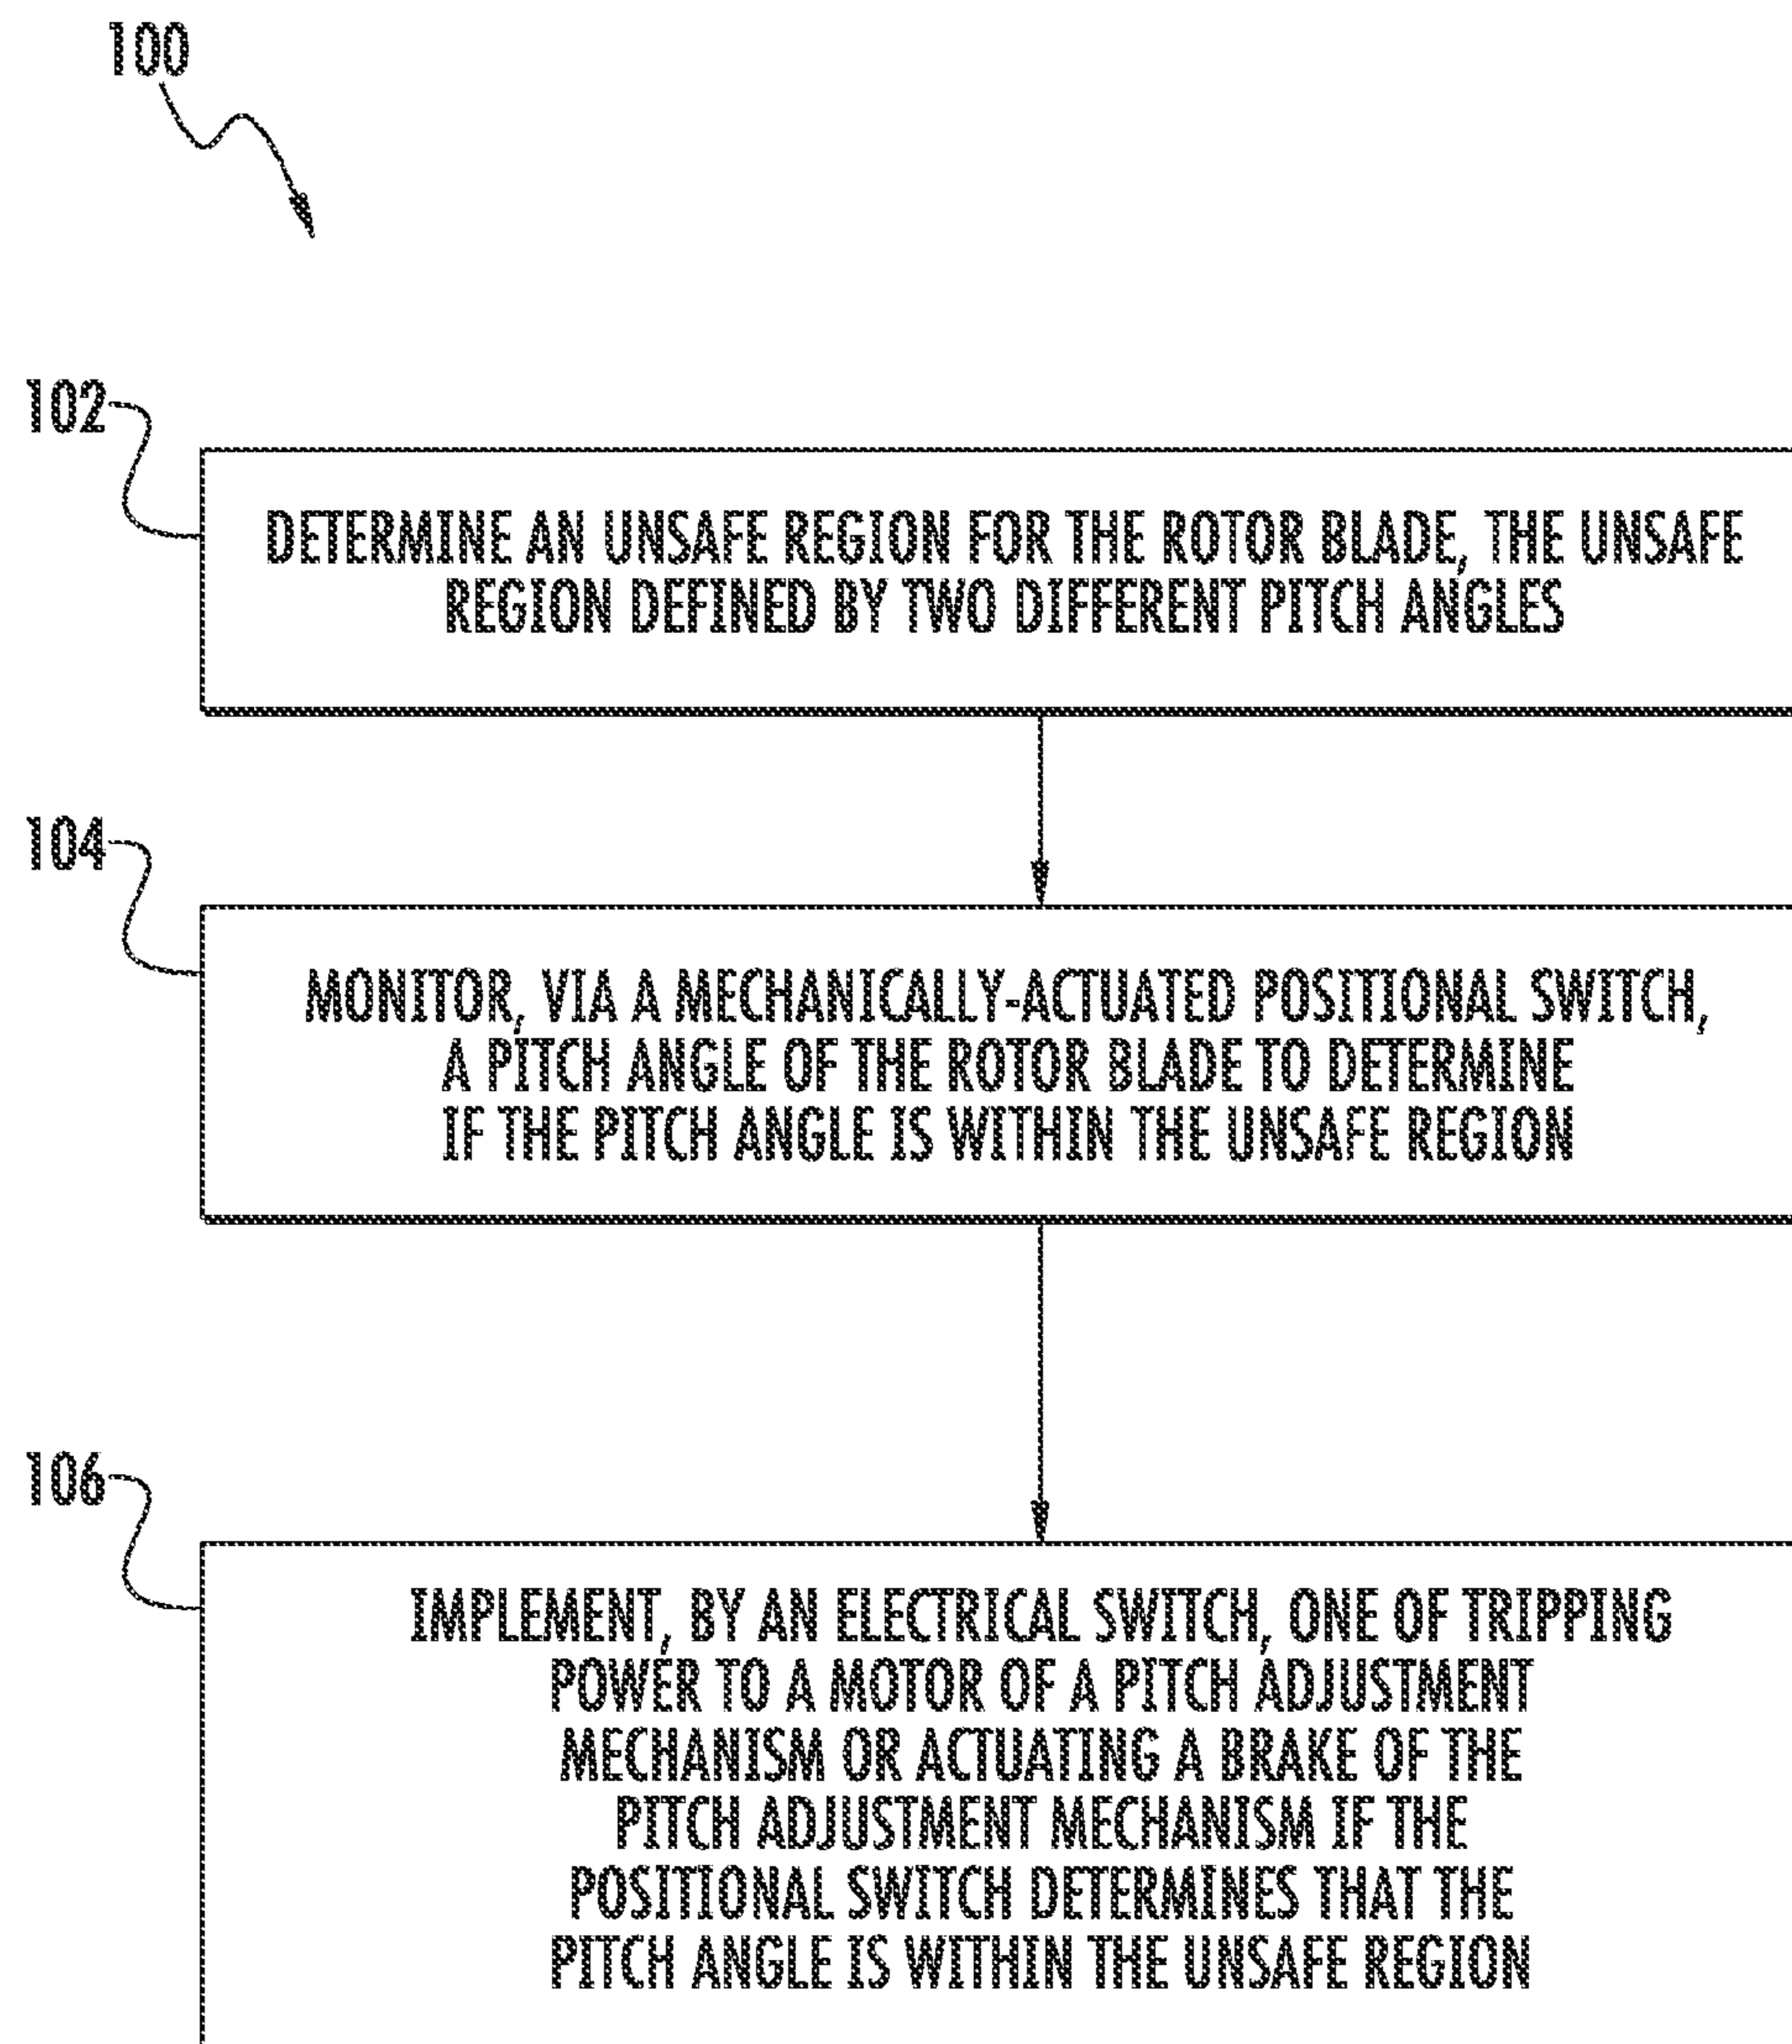 100
102
DETERMINE AN UNSAFE REGION FOR THE ROTOR BLADE, THE UNSAFE
REGION DEFINED BY TWO DIFFERENT PITCH ANGLES
104
MONITOR, VIA A MECHANICALLY-ACTUATED POSITIONAL SWITCH,
A PITCH ANGLE OF THE ROTOR BLADE TO DETERMINE
IF THE PITCH ANGLE IS WITHIN THE UNSAFE REGION
106
IMPLEMENT, BY AN ELECTRICAL SWITCH, ONE OF TRIPPING
POWER TO A MOTOR OF A PITCH ADJUSTMENT
MECHANISM OR ACTUATING A BRAKE OF THE
PITCH ADJUSTMENT MECHANISM IF THE
POSITIONAL SWITCH DETERMINES THAT THE
PITCH ANGLE IS WITHIN THE UNSAFE REGION